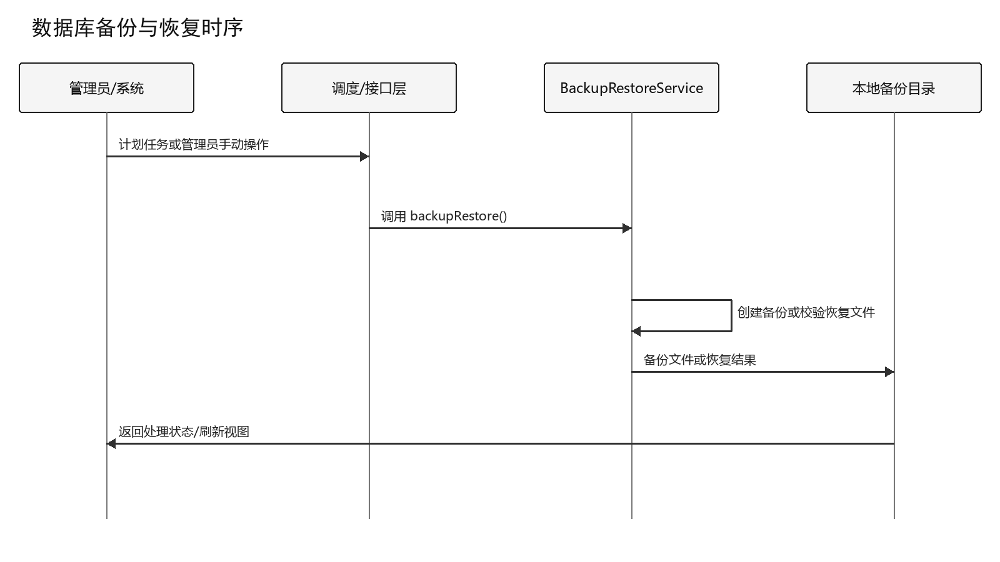 数据库备份与恢复时序
管理员/系统
调度/接口层
BackupRestoreService
本地备份目录
计划任务或管理员手动操作
调用 backupRestore()
创建备份或校验恢复文件
备份文件或恢复结果
返回处理状态/刷新视图